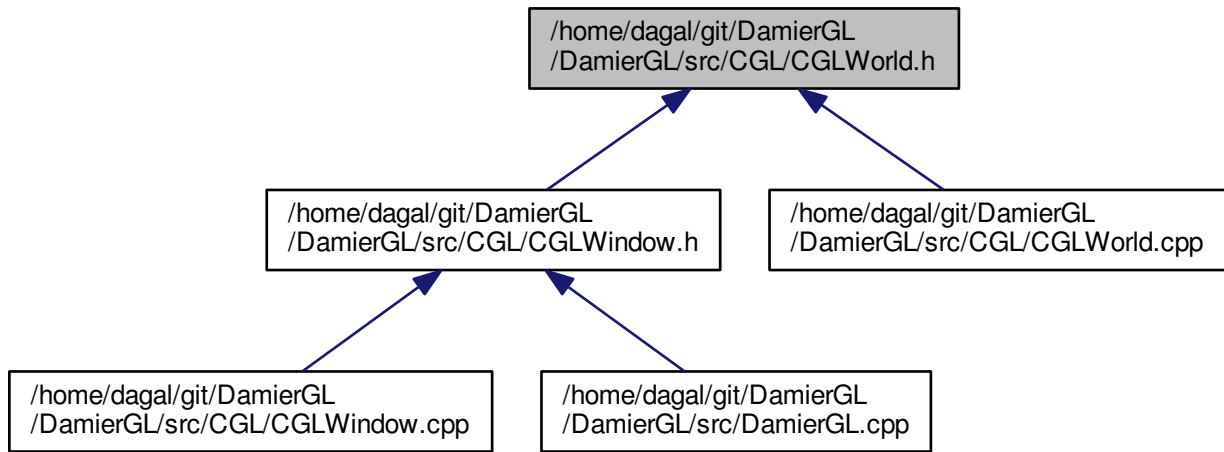 /home/dagal/git/DamierGL
/DamierGL/src/CGL/CGLWorld.h
/home/dagal/git/DamierGL
/DamierGL/src/CGL/CGLWindow.h
/home/dagal/git/DamierGL
/DamierGL/src/CGL/CGLWorld.cpp
/home/dagal/git/DamierGL
/DamierGL/src/CGL/CGLWindow.cpp
/home/dagal/git/DamierGL
/DamierGL/src/DamierGL.cpp